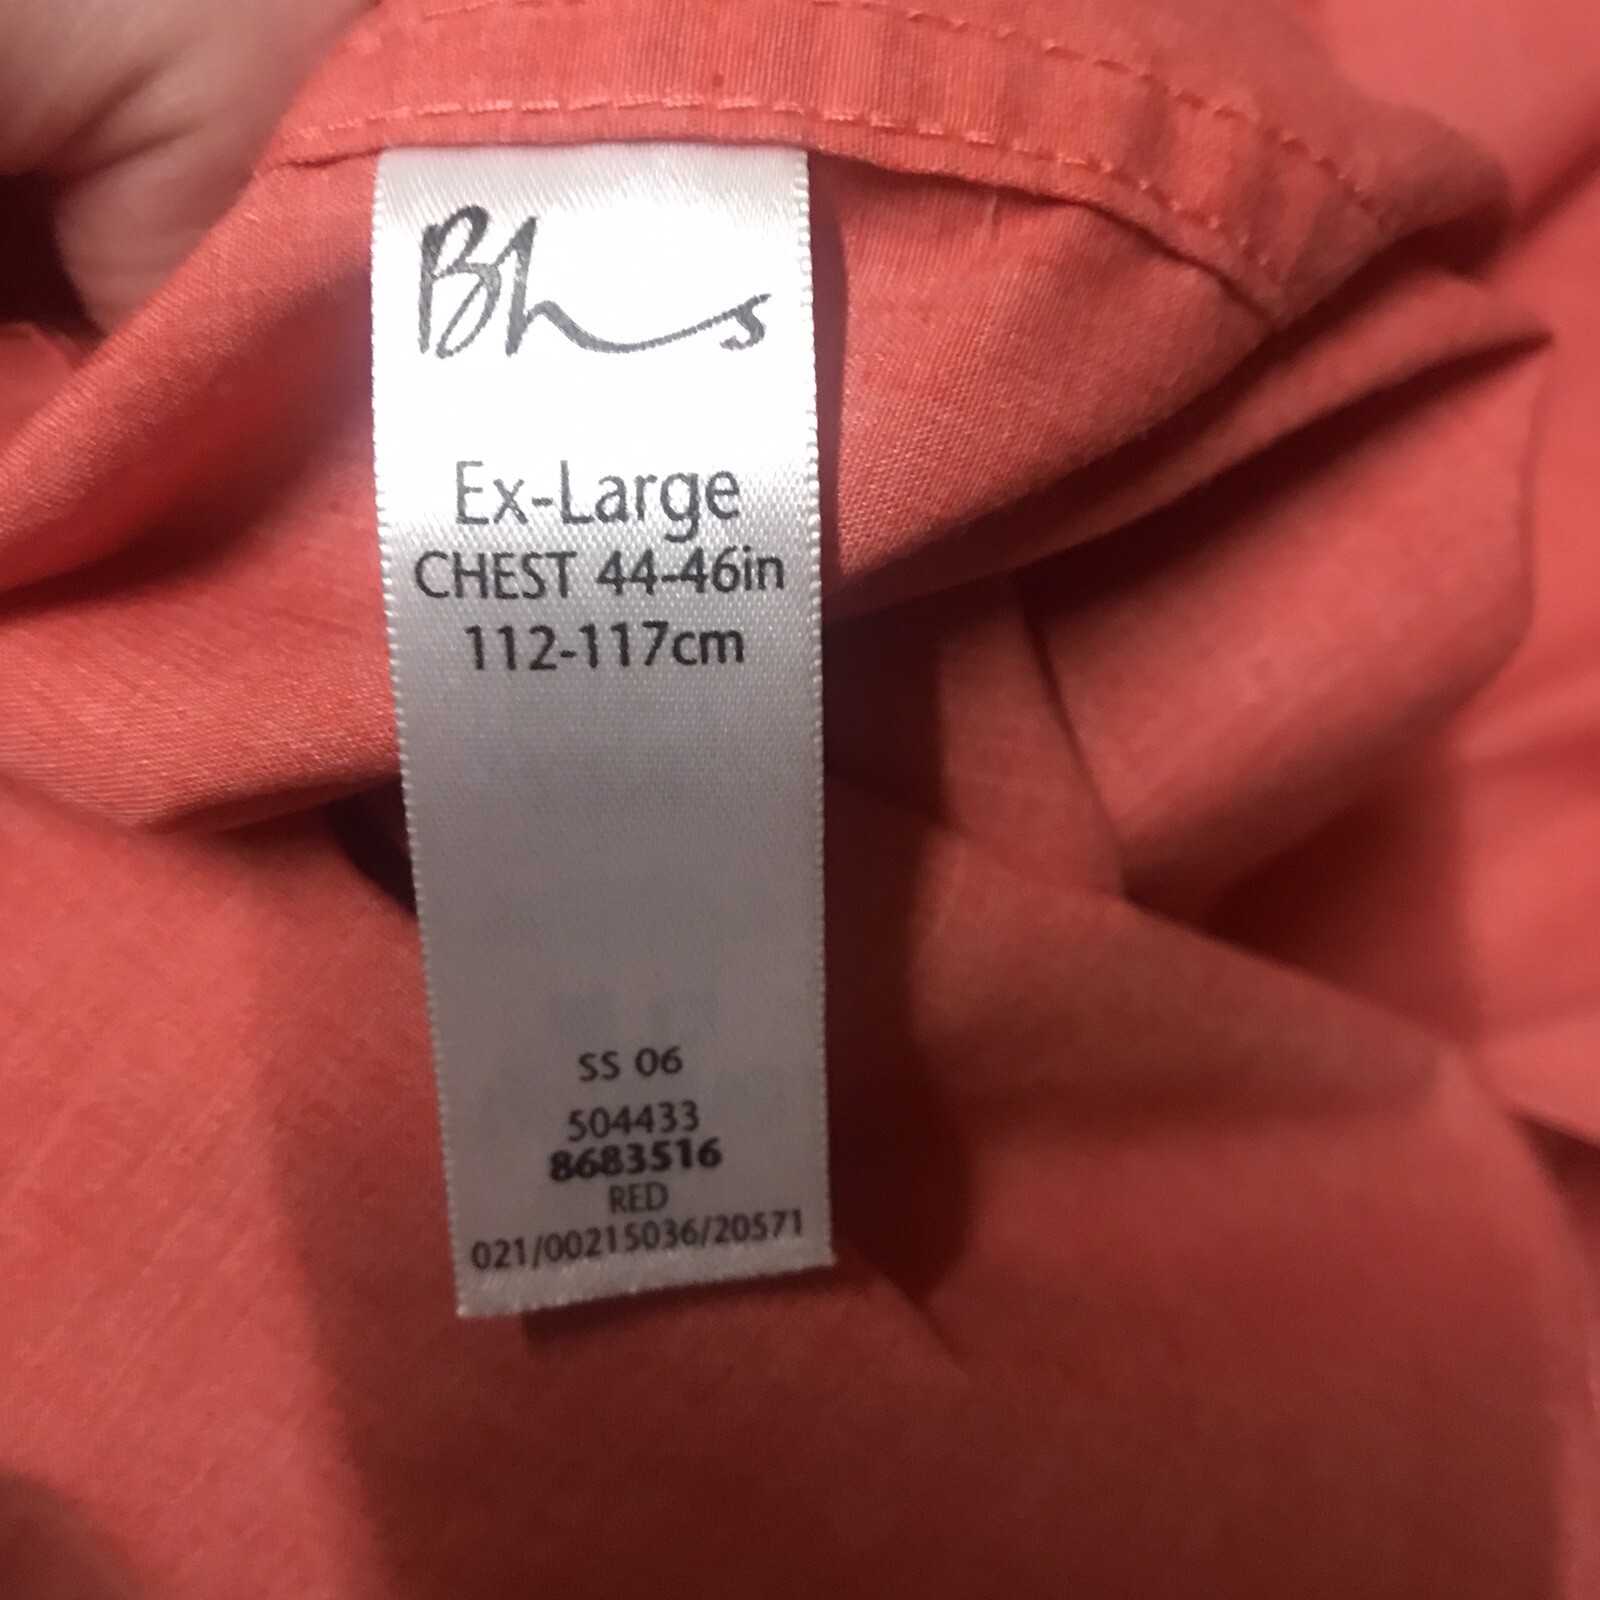 Bhs
Ex-Large
CHEST 44-46in
112-117cm
SS 06
504433
8683516
RED
021/00215036/20571